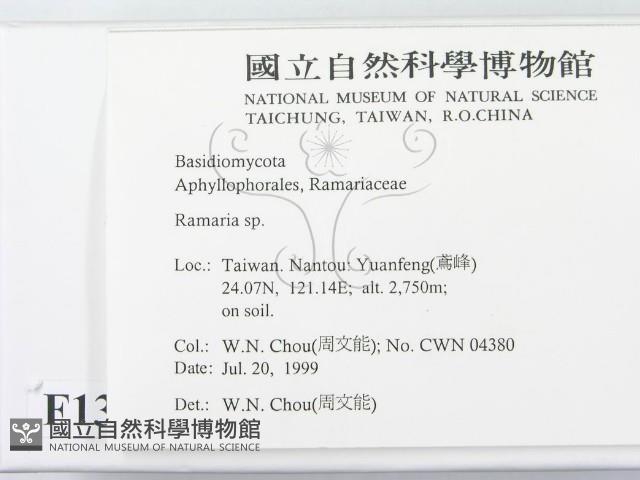 國立自然科學博物館
NATIONAL MUSEUM OF NATURAL SCIENCE
TAICHUNG, TAIWAN, R.O.CHINA
Basidiomycota
Aphyllophorales, Ramariaceae
Ramaria sp.
Loc.: Taiwan. Nantou: Yuanfeng(鳶峰)
24.07N, 121.14E; alt. 2,750m;
on soil.
Col.: W.N. Chou(周文能); No. CWN 04380
Date: Jul. 20, 1999
Det.: W.N. Chou(周文能)
國立自然科學博物館
NATIONAL MUSEUM OF NATURAL SCIENCE